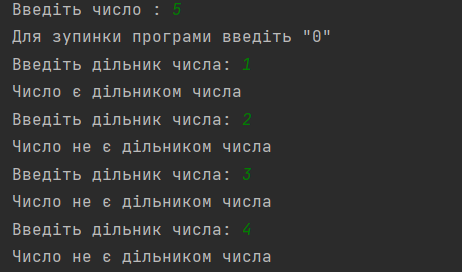 Введіть число : 5
Для зупинки програми введіть "0"
Введіть дільник числа: 1
Число є дільником числа
Введіть дільник числа: 2
Число не є дільником числа
Введіть дільник числа: 3
Число не є дільником числа
Введіть дільник числа: 4
Число не є дільником числа